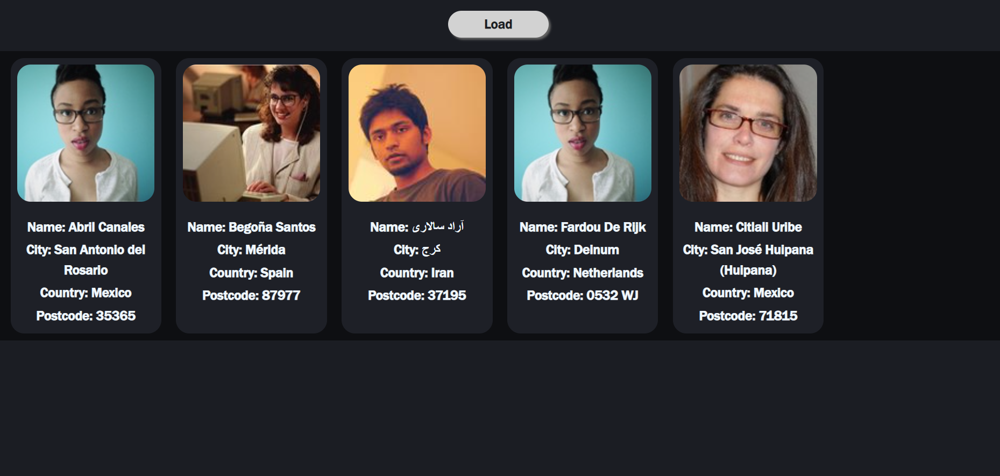 Load
Name: Abril Canales
City: San Antonio del
Rosario
Country: Mexico
Postcode: 35365
Name: Begoña Santos
City: Mérida
Country: Spain
Postcode: 87977
Name: آراد سالاری
City: کرج
Country: Iran
Postcode: 37195
Name: Fardou De Rijk
City: Deinum
Country: Netherlands
Postcode: 0532 WJ
Name: Citlali Uribe
City: San José Huipana
(Huipana)
Country: Mexico
Postcode: 71815